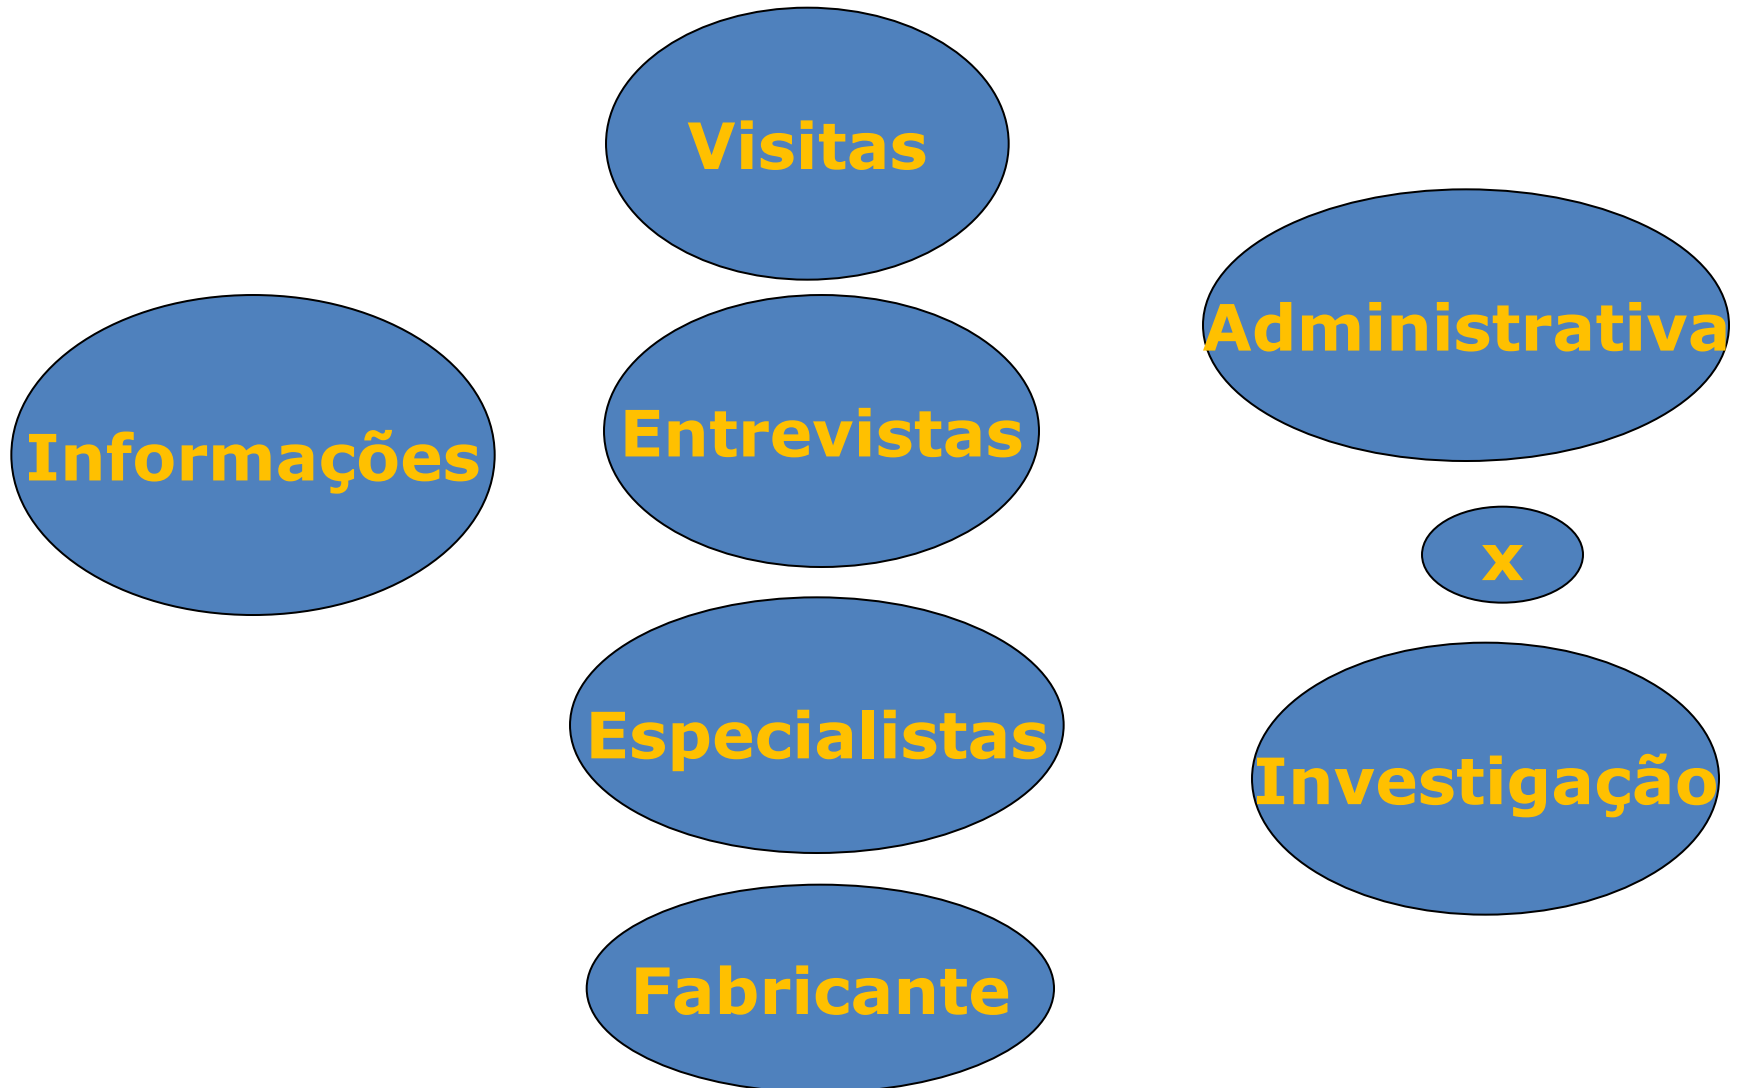 Informações
Visitas
Entrevistas
Especialistas
Fabricante
Administrativa
x
Investigação